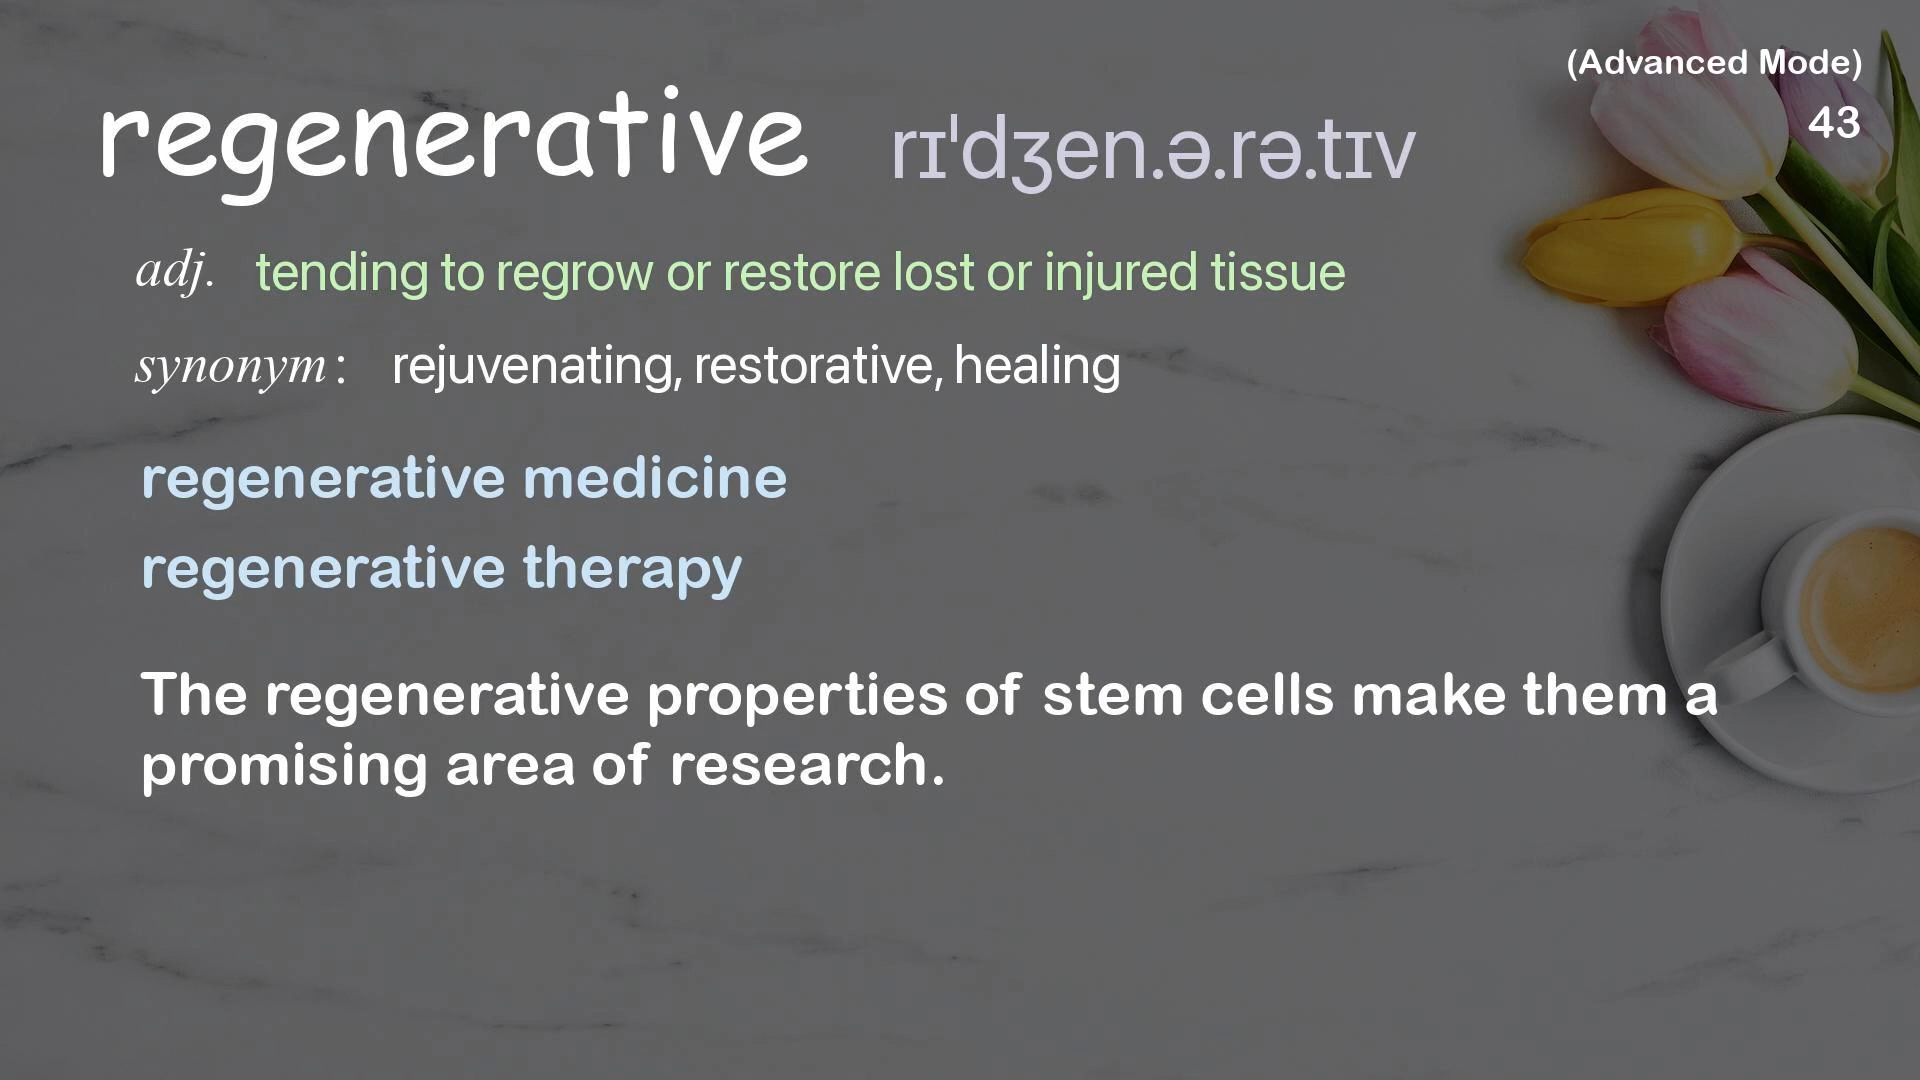 (Advanced Mode)
43
regenerative rɪˈdʒen.ə.rə.tɪv
adj. tending to regrow or restore lost or injured tissue
synonym: rejuvenating, restorative, healing
regenerative medicine
regenerative therapy
The regenerative properties of stem cells make them a
promising area of research.